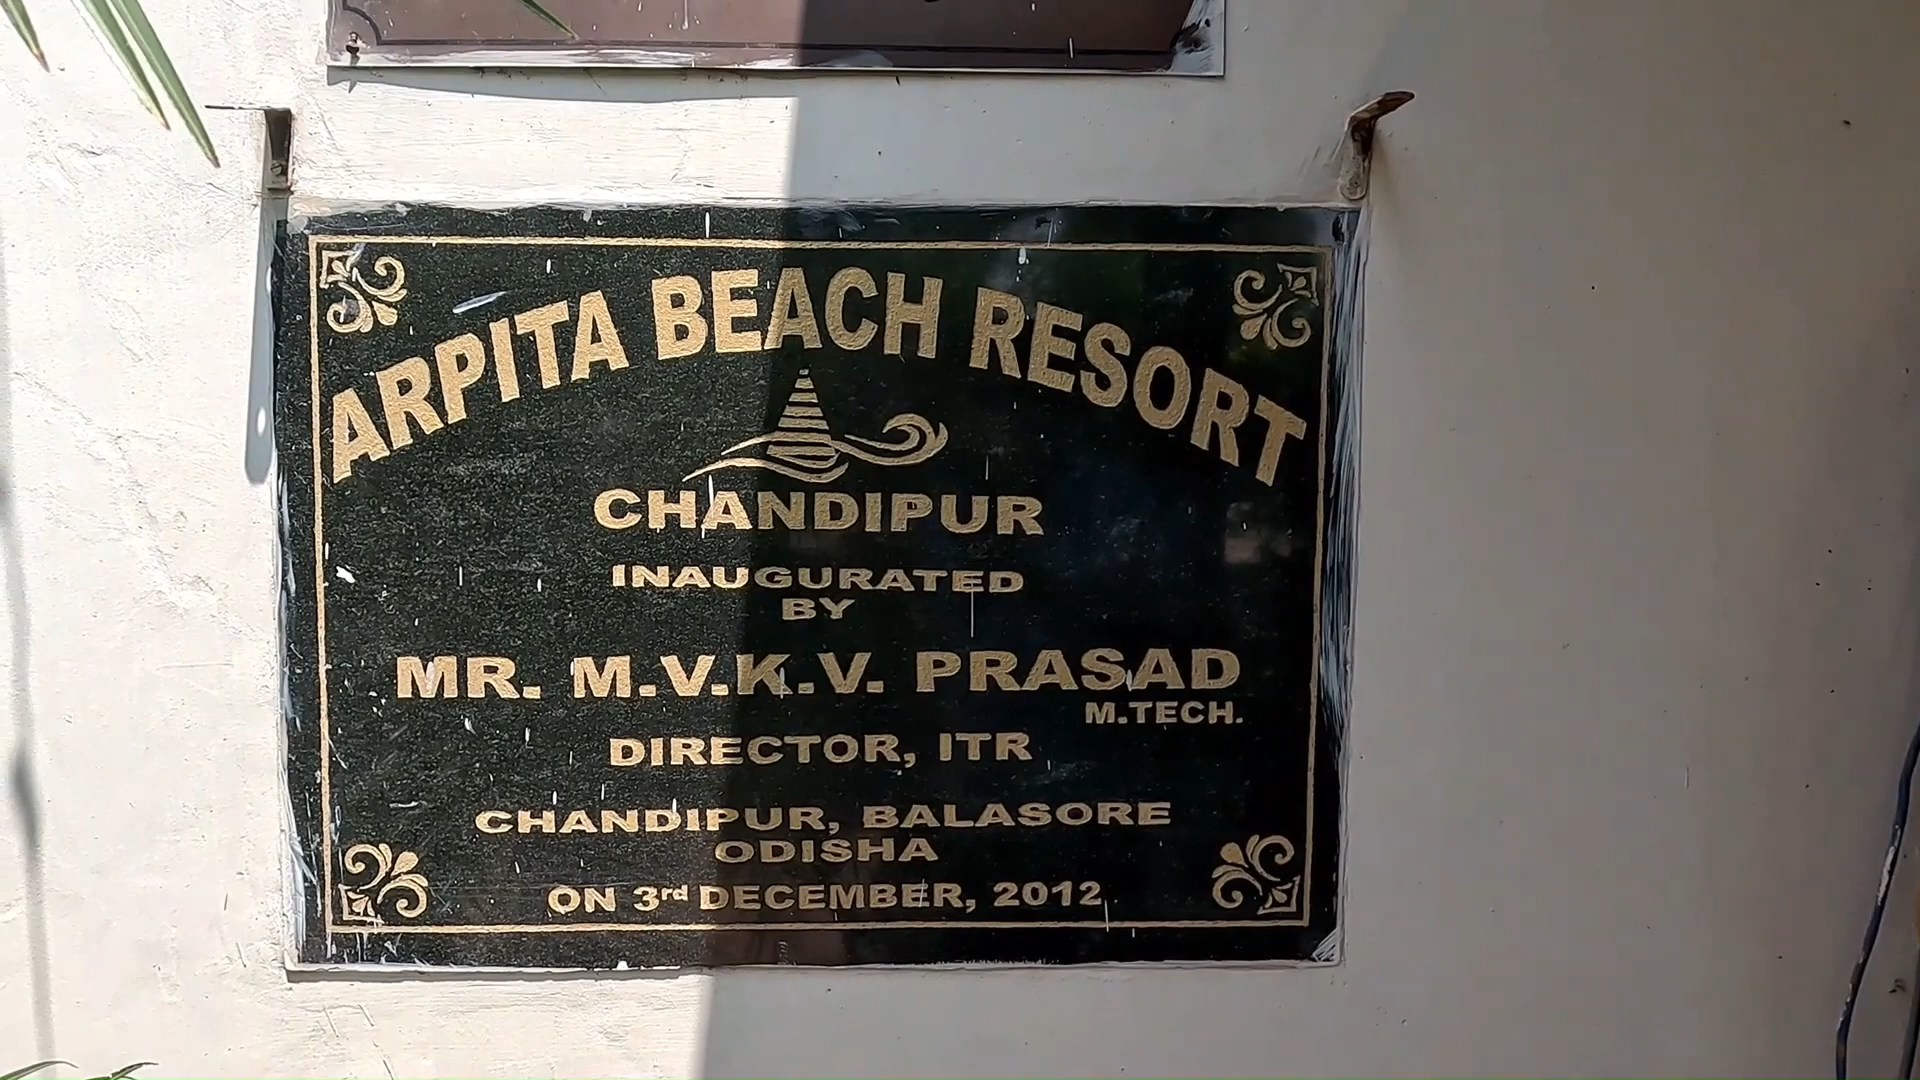 ARPITA BEACH RESORT
CHANDIPUR
INAUGURATED
BY
MR. M.V.K.V. PRASAD
M.TECH.
DIRECTOR, ITR
CHANDIPUR, BALASORE
ODISHA
ON 3rd DECEMBER, 2012